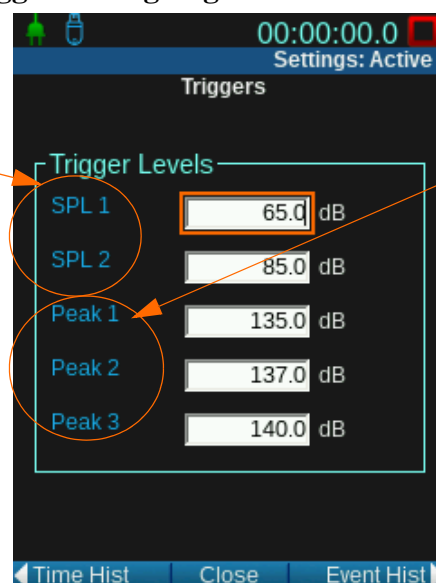 00:00:00.0
Settings: Active
Triggers
Trigger Levels
SPL 1 65.0 dB
SPL 2 85.0 dB
Peak 1 135.0 dB
Peak 2 137.0 dB
Peak 3 140.0 dB
Time Hist Close Event Hist